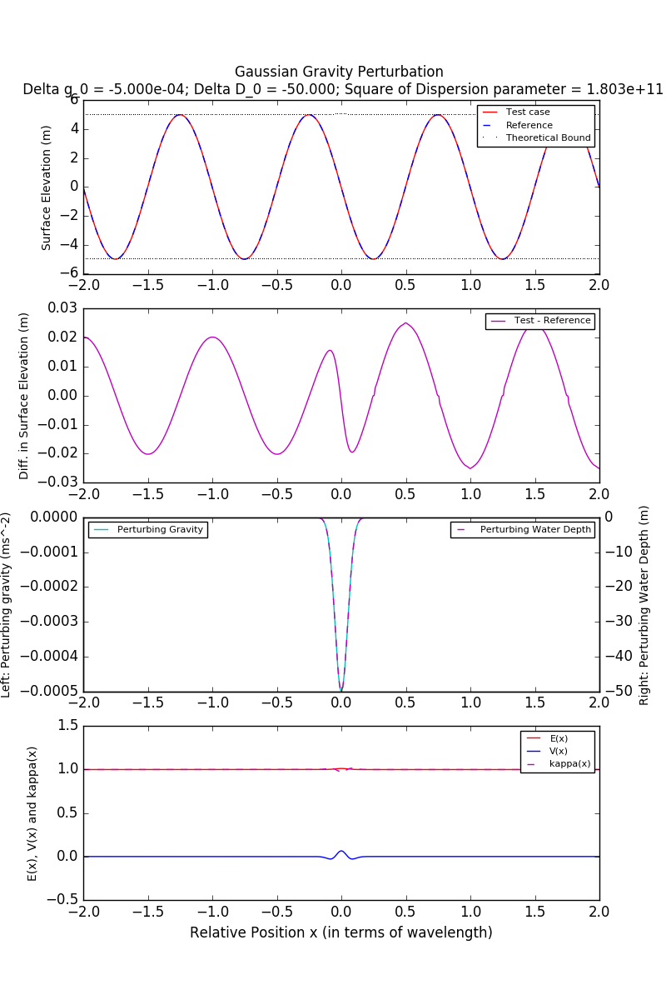 Gaussian Gravity Perturbation
Delta g_0 = -5.000e-04; Delta D_0 = -50.000; Square of Dispersion parameter = 1.803e+11
6
4
2
0
−2
−4
−6
Surface Elevation (m)
Test case
Reference
Theoretical Bound
−2.0 −1.5 −1.0 −0.5 0.0 0.5 1.0 1.5 2.0
0.03
0.02
0.01
0.00
−0.01
−0.02
−0.03
Diff. in Surface Elevation (m)
Test - Reference
−2.0 −1.5 −1.0 −0.5 0.0 0.5 1.0 1.5 2.0
0.0000
−0.0001
−0.0002
−0.0003
−0.0004
−0.0005
Left: Perturbing gravity (ms^-2)
Perturbing Gravity
Perturbing Water Depth
0
−10
−20
−30
−40
−50
Right: Perturbing Water Depth (m)
−2.0 −1.5 −1.0 −0.5 0.0 0.5 1.0 1.5 2.0
1.5
1.0
0.5
0.0
−0.5
E(x), V(x) and kappa(x)
E(x)
V(x)
kappa(x)
−2.0 −1.5 −1.0 −0.5 0.0 0.5 1.0 1.5 2.0
Relative Position x (in terms of wavelength)